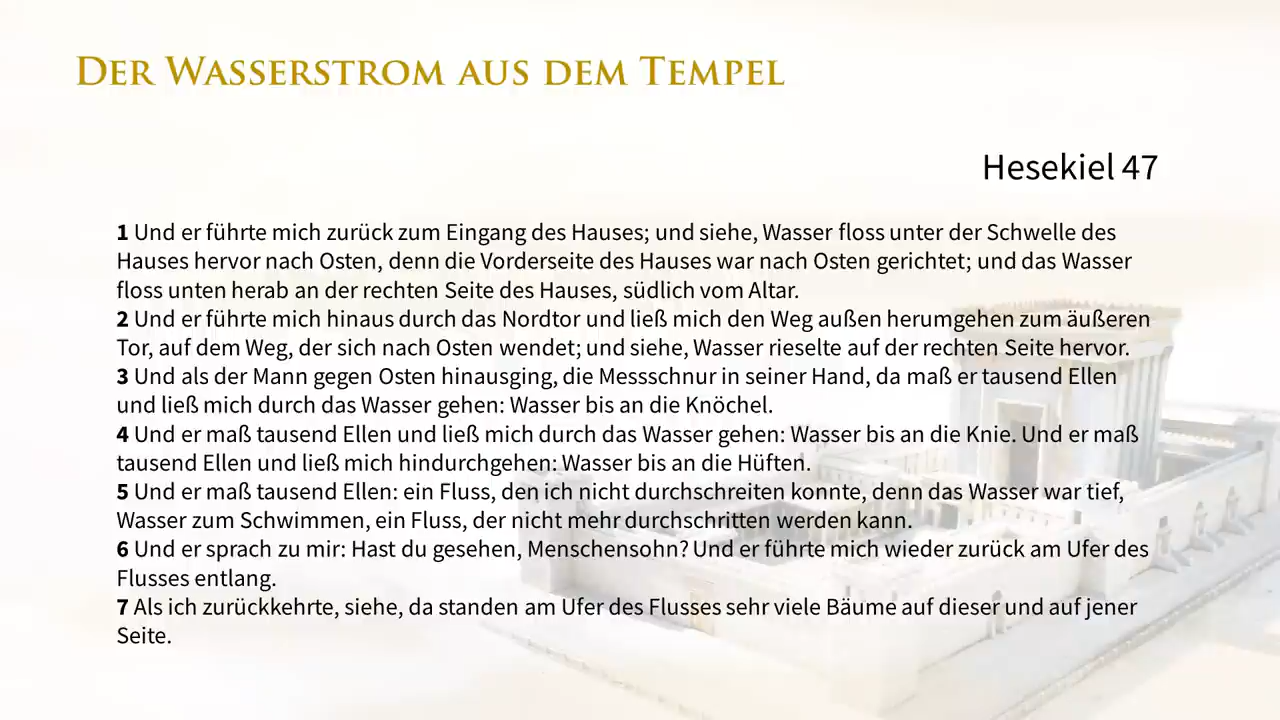 Der Wasserstrom aus dem Tempel
Hesekiel 47
1 Und er führte mich zurück zum Eingang des Hauses; und siehe, Wasser floss unter der Schwelle des
Hauses hervor nach Osten, denn die Vorderseite des Hauses war nach Osten gerichtet; und das Wasser
floss unten herab an der rechten Seite des Hauses, südlich vom Altar.
2 Und er führte mich hinaus durch das Nordtor und ließ mich den Weg außen herumgehen zum äußeren
Tor, auf dem Weg, der sich nach Osten wendet; und siehe, Wasser rieselte auf der rechten Seite hervor.
3 Und als der Mann gegen Osten hinausging, die Messschnur in seiner Hand, da maß er tausend Ellen
und ließ mich durch das Wasser gehen: Wasser bis an die Knöchel.
4 Und er maß tausend Ellen und ließ mich durch das Wasser gehen: Wasser bis an die Knie. Und er maß
tausend Ellen und ließ mich hindurchgehen: Wasser bis an die Hüften.
5 Und er maß tausend Ellen: ein Fluss, den ich nicht durchschreiten konnte, denn das Wasser war tief,
Wasser zum Schwimmen, ein Fluss, der nicht mehr durchschritten werden kann.
6 Und er sprach zu mir: Hast du gesehen, Menschensohn? Und er führte mich wieder zurück am Ufer des
Flusses entlang.
7 Als ich zurückkehrte, siehe, da standen am Ufer des Flusses sehr viele Bäume auf dieser und auf jener
Seite.